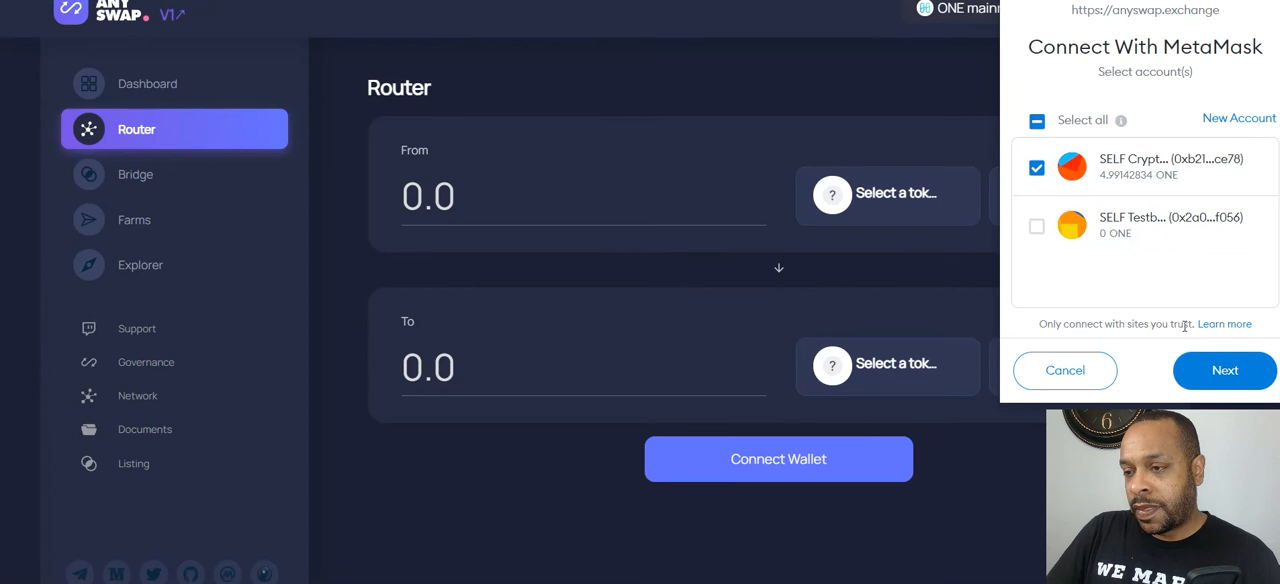 ANY
SWAP.
V1↗
ONE mainn
https://anyswap.exchange
Connect With MetaMask
Select account(s)
Select all
New Account
SELF Crypt... (0xb21...ce78)
4.99142834 ONE
SELF Testb... (0x2a0...f056)
0 ONE
Only connect with sites you trust. Learn more
Cancel
Next
Dashboard
Router
Bridge
Farms
Explorer
Support
Governance
Network
Documents
Listing
Router
From
0.0
? Select a tok...
To
0.0
? Select a tok...
Connect Wallet
6
WE MA